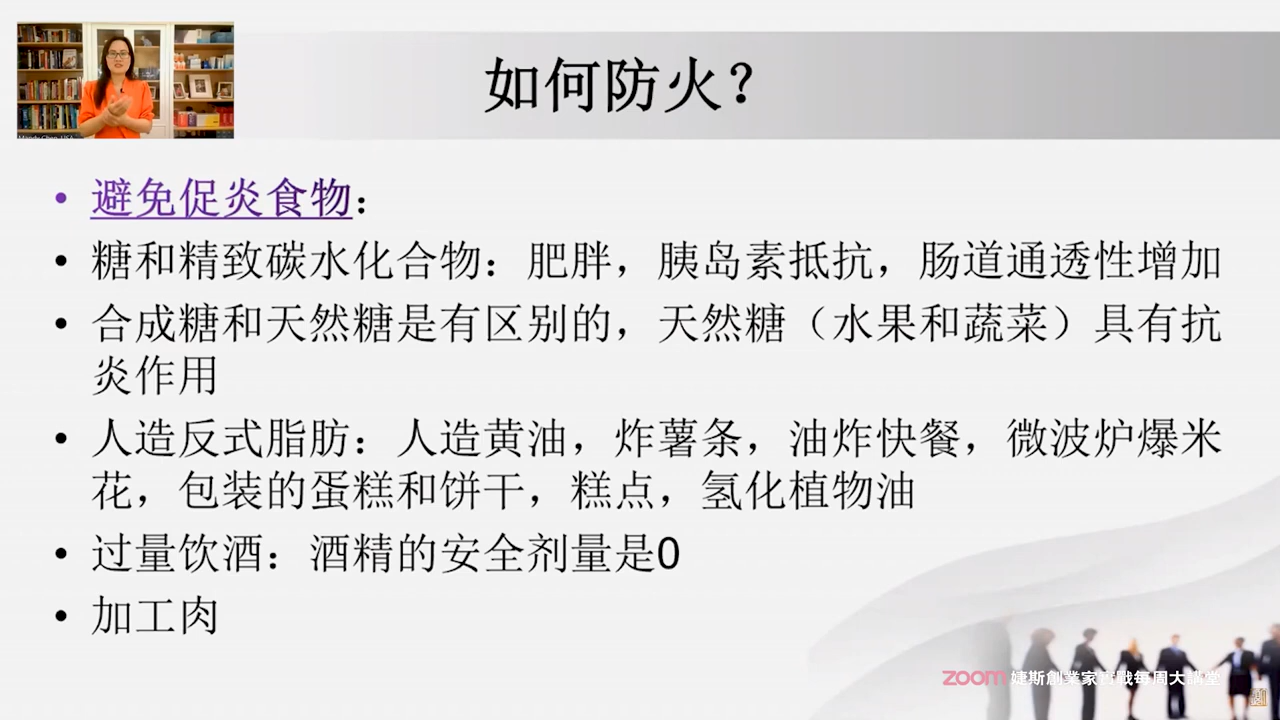 如何防火？
• 避免促炎食物：
• 糖和精致碳水化合物：肥胖，胰岛素抵抗，肠道通透性增加
• 合成糖和天然糖是有区别的，天然糖（水果和蔬菜）具有抗
炎作用
• 人造反式脂肪：人造黄油，炸薯条，油炸快餐，微波炉爆米
花，包装的蛋糕和饼干，糕点，氢化植物油
• 过量饮酒：酒精的安全剂量是0
• 加工肉
zoom 婕斯創業家實戰每周大講堂